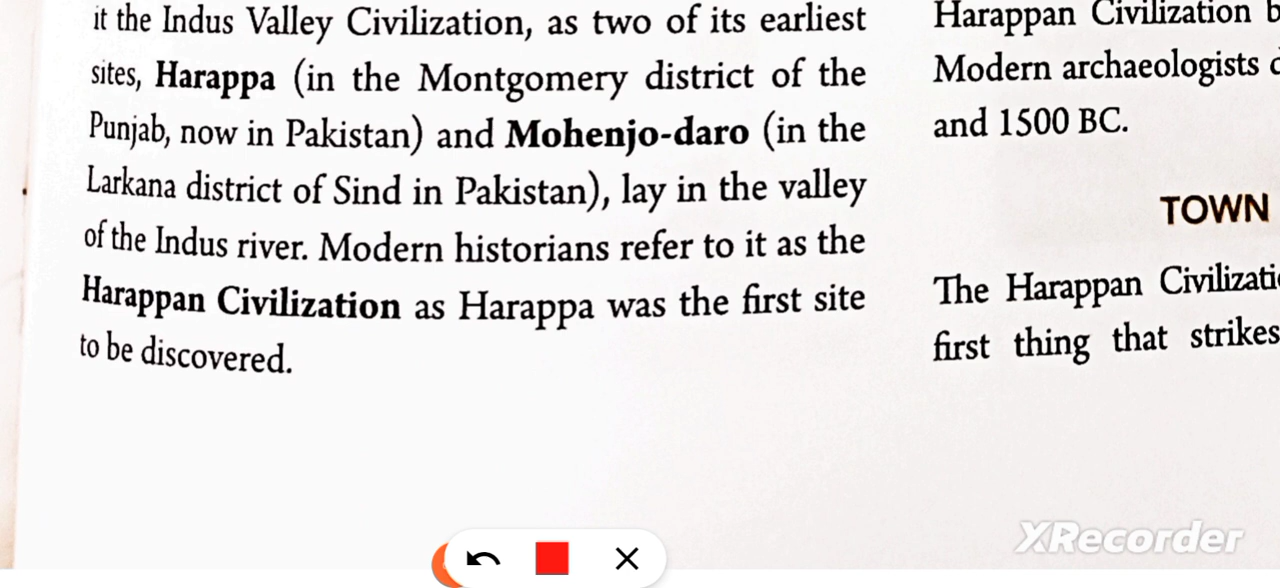 it the Indus Valley Civilization, as two of its earliest
sites, Harappa (in the Montgomery district of the
Punjab, now in Pakistan) and Mohenjo-daro (in the
Larkana district of Sind in Pakistan), lay in the valley
of the Indus river. Modern historians refer to it as the
Harappan Civilization as Harappa was the first site
to be discovered.
Harappan Civilization b
Modern archaeologists
and 1500 BC.
TOWN
The Harappan Civilizati
first thing that strikes
XRecorder